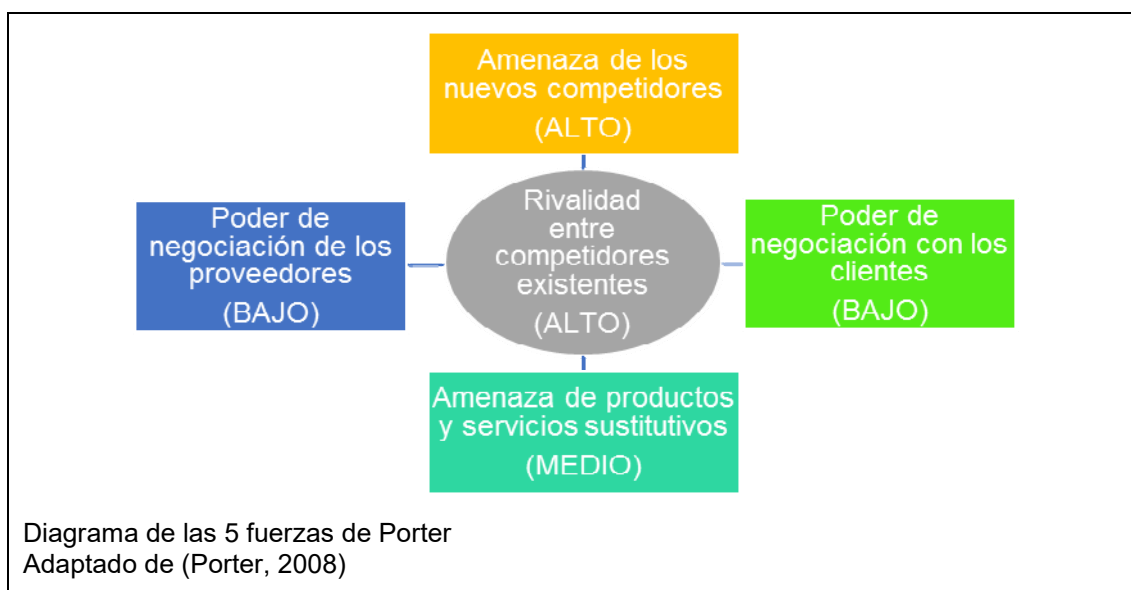 Amenaza de los
nuevos competidores
(ALTO)
Poder de
negociación de los
proveedores
(BAJO)
Rivalidad
entre
competidores
existentes
(ALTO)
Poder de
negociación con los
clientes
(BAJO)
Amenaza de productos
y servicios sustitutivos
(MEDIO)
Diagrama de las 5 fuerzas de Porter
Adaptado de (Porter, 2008)